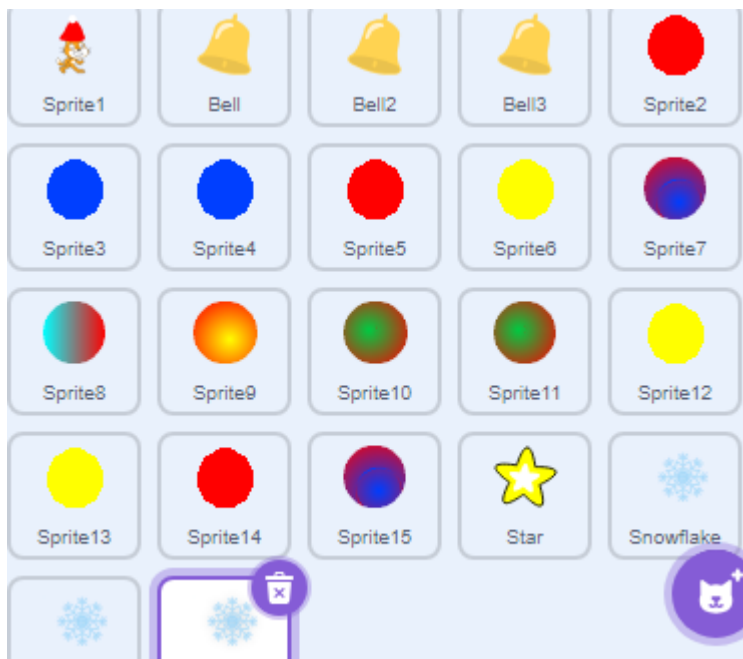 Sprite1 Bell Bell2 Bell3 Sprite2
Sprite3 Sprite4 Sprite5 Sprite6 Sprite7
Sprite8 Sprite9 Sprite10 Sprite11 Sprite12
Sprite13 Sprite14 Sprite15 Star Snowflake